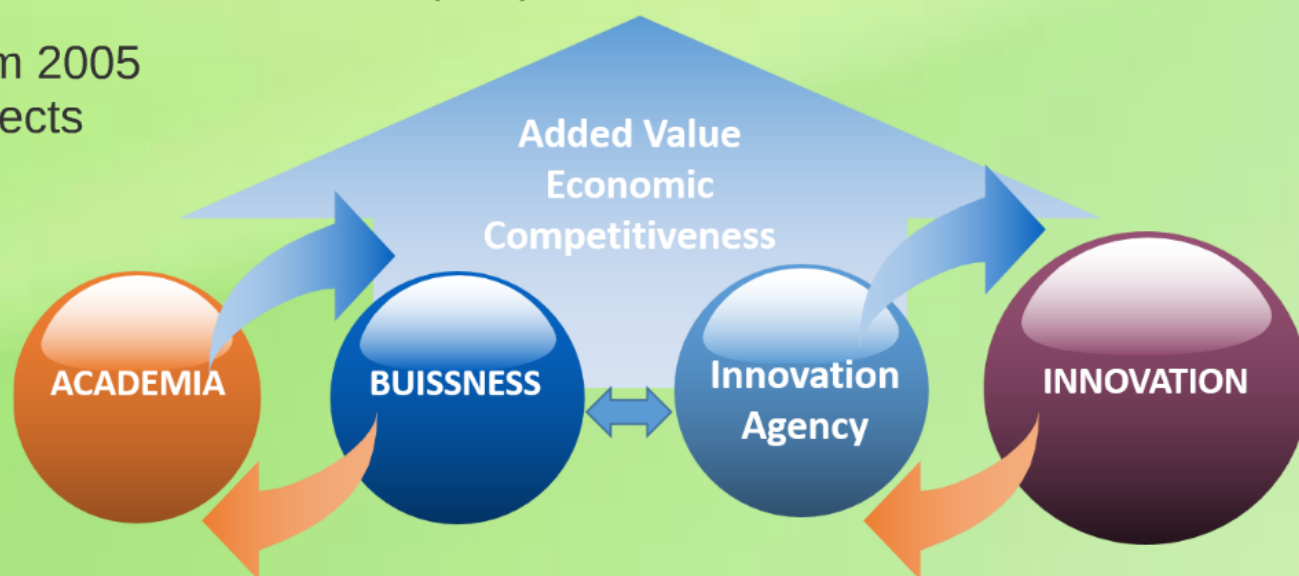 m 2005
ects
Added Value
Economic
Competitiveness
ACADEMIA
BUISSNESS
Innovation
Agency
INNOVATION